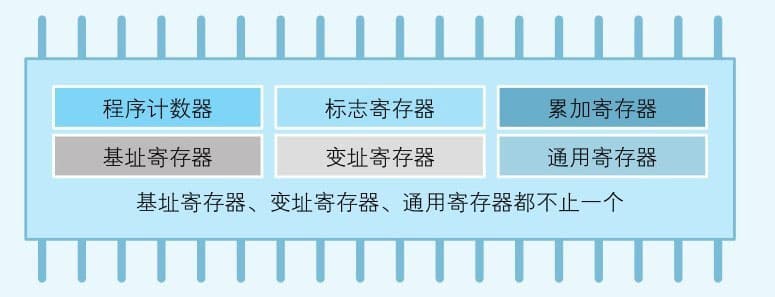 程序计数器 标志寄存器 累加寄存器
基址寄存器 变址寄存器 通用寄存器
基址寄存器、变址寄存器、通用寄存器都不止一个